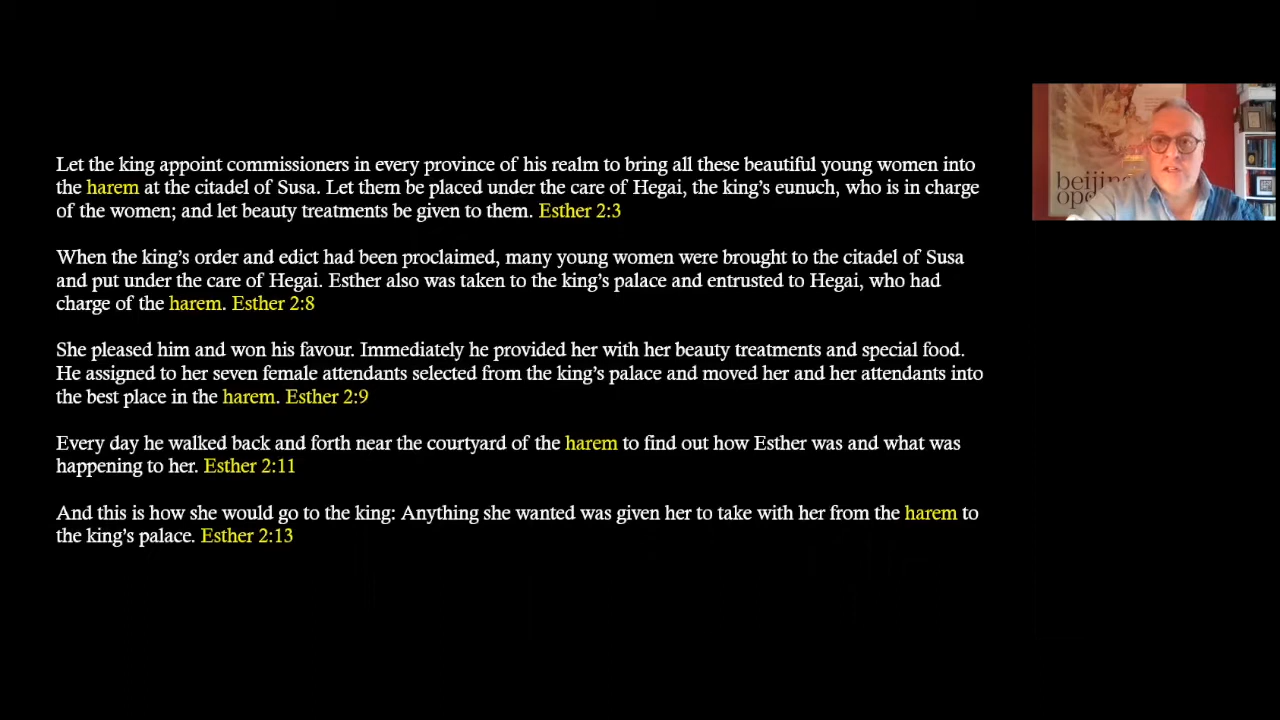 Let the king appoint commissioners in every province of his realm to bring all these beautiful young women into
the harem at the citadel of Susa. Let them be placed under the care of Hegai, the king’s eunuch, who is in charge
of the women; and let beauty treatments be given to them. Esther 2:3
When the king’s order and edict had been proclaimed, many young women were brought to the citadel of Susa
and put under the care of Hegai. Esther also was taken to the king’s palace and entrusted to Hegai, who had
charge of the harem. Esther 2:8
She pleased him and won his favour. Immediately he provided her with her beauty treatments and special food.
He assigned to her seven female attendants selected from the king’s palace and moved her and her attendants into
the best place in the harem. Esther 2:9
Every day he walked back and forth near the courtyard of the harem to find out how Esther was and what was
happening to her. Esther 2:11
And this is how she would go to the king: Anything she wanted was given her to take with her from the harem to
the king’s palace. Esther 2:13
beijing